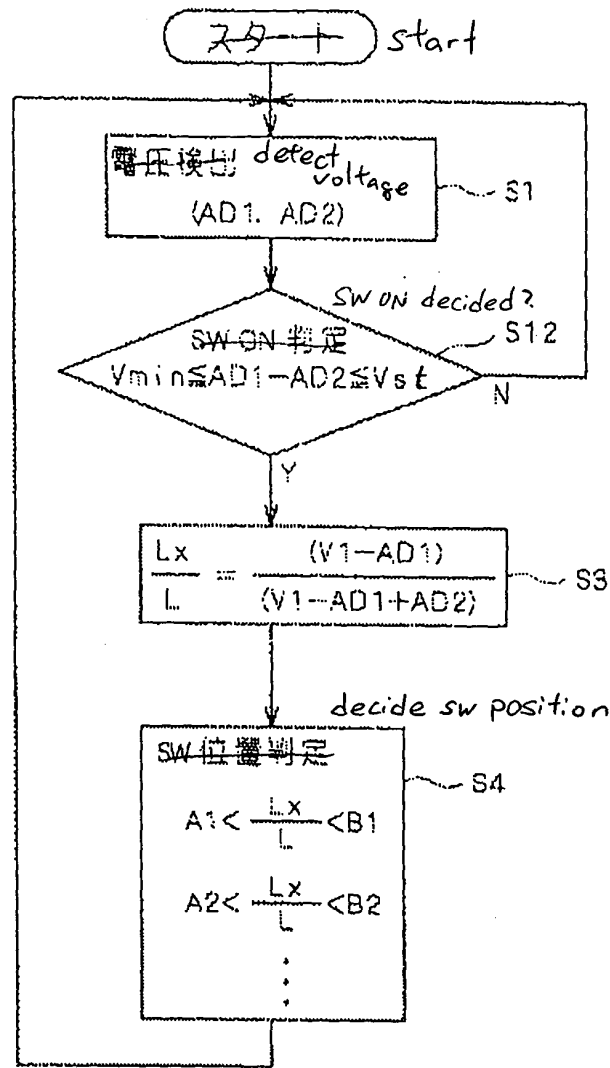 スタート start
電圧検出 detect voltage
(AD1. AD2)
S1
SW ON decided?
S12
SW ON 判定
Vmin≦AD1−AD2≦Vst
N
Y
Lx/L = (V1−AD1)/(V1−AD1+AD2)
S3
decide sw position
SW 位置判定
S4
A1< Lx/L <B1
A2< Lx/L <B2